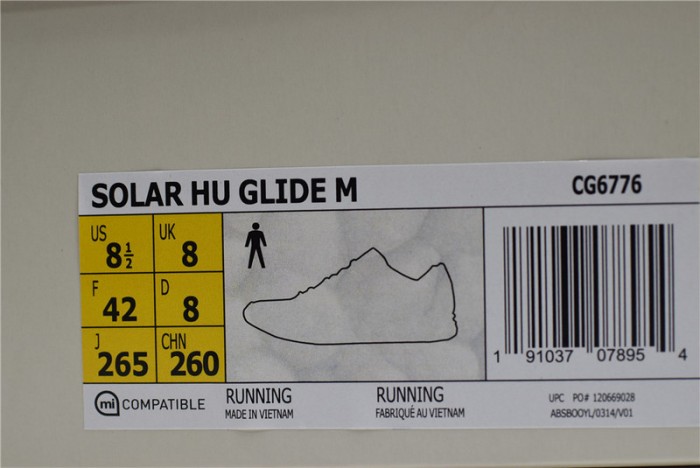 SOLAR HU GLIDE M CG6776
US 8½ UK 8
F 42 D 8
J 265 CHN 260
1 91037 07895 4
mi COMPATIBLE
RUNNING RUNNING
MADE IN VIETNAM FABRIQUÉ AU VIETNAM
UPC PO# 120669028
ABSBOOYL/0314/V01